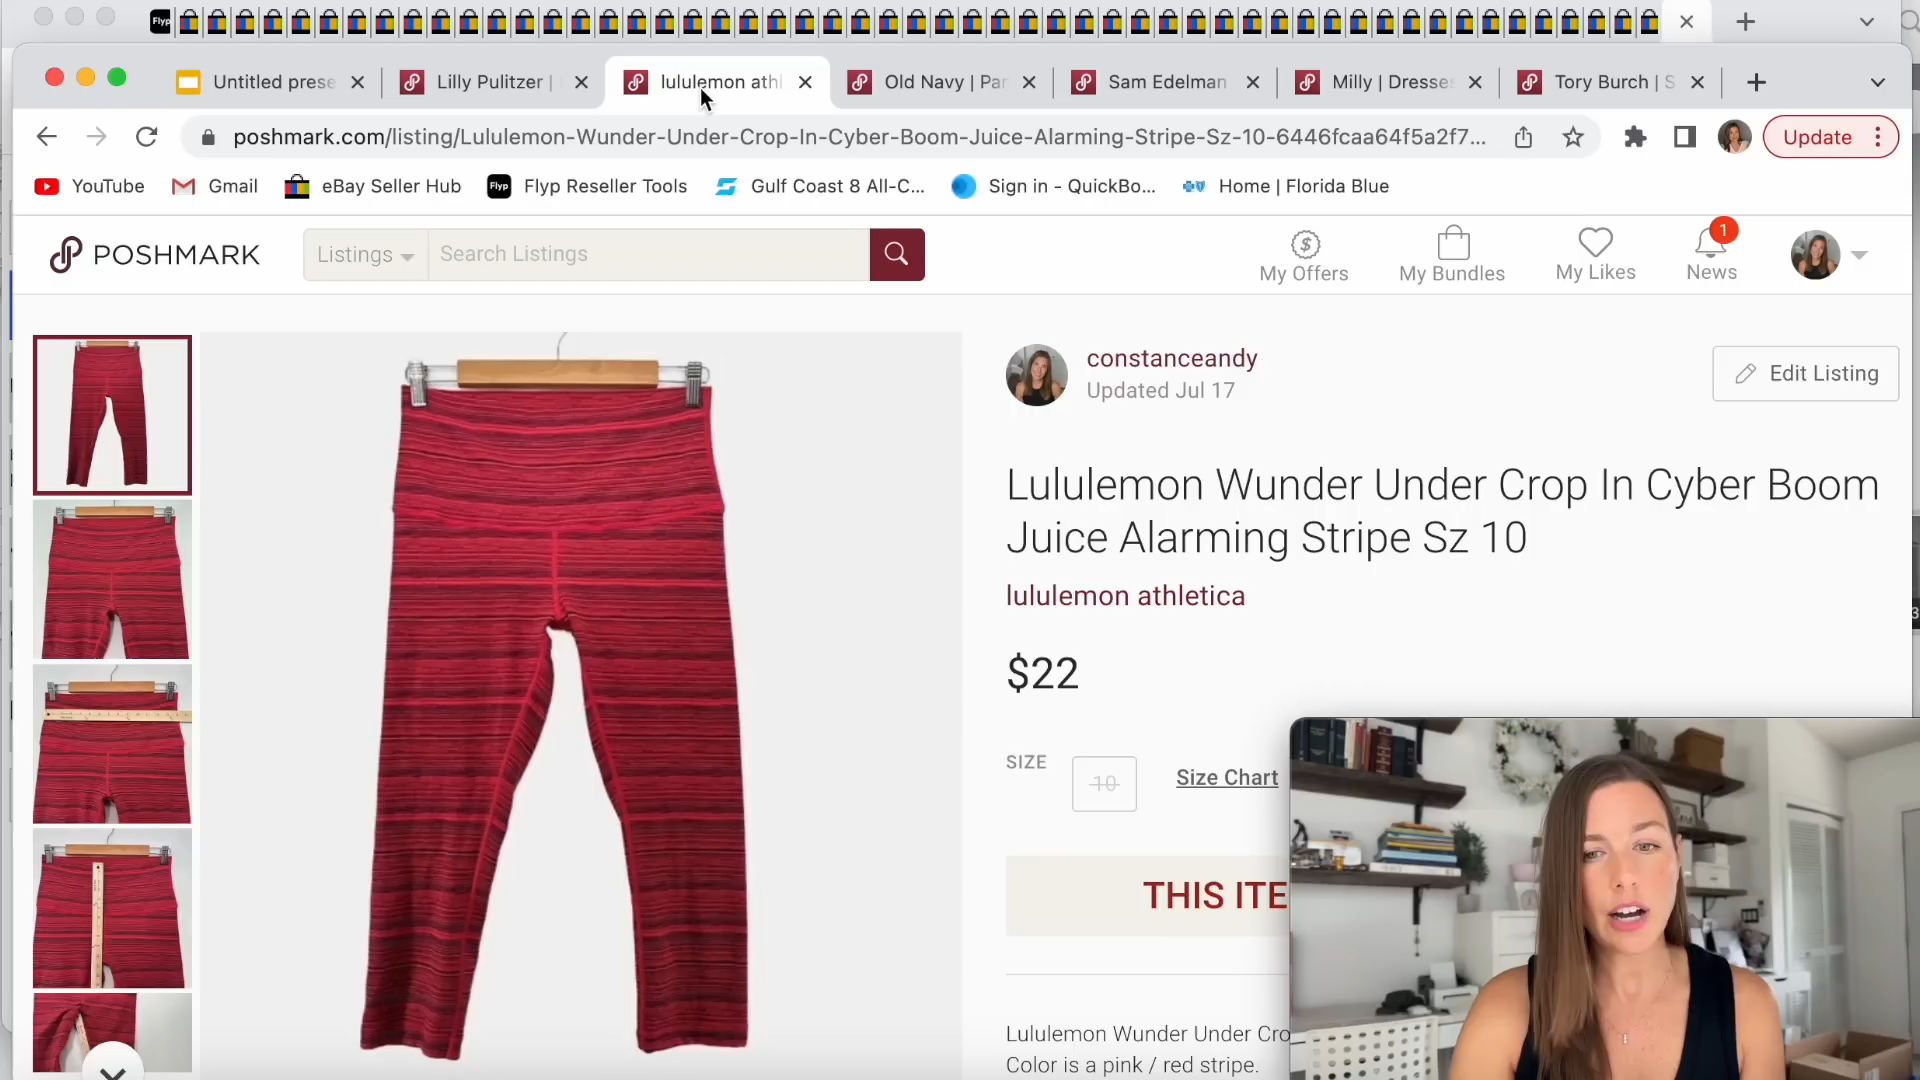 Flyp
Untitled prese
Lilly Pulitzer |
lululemon athl
Old Navy | Pan
Sam Edelman
Milly | Dresses
Tory Burch | S
poshmark.com/listing/Lululemon-Wunder-Under-Crop-In-Cyber-Boom-Juice-Alarming-Stripe-Sz-10-6446fcaa64f5a2f7...
Update
YouTube
Gmail
eBay Seller Hub
Flyp
Flyp Reseller Tools
Gulf Coast 8 All-C...
Sign in - QuickBo...
Home | Florida Blue
POSHMARK
Listings
Search Listings
My Offers
My Bundles
My Likes
1
News
constanceandy
Updated Jul 17
Edit Listing
Lululemon Wunder Under Crop In Cyber Boom
Juice Alarming Stripe Sz 10
lululemon athletica
$22
SIZE
10
Size Chart
THIS ITE
Lululemon Wunder Under Cro
Color is a pink / red stripe.